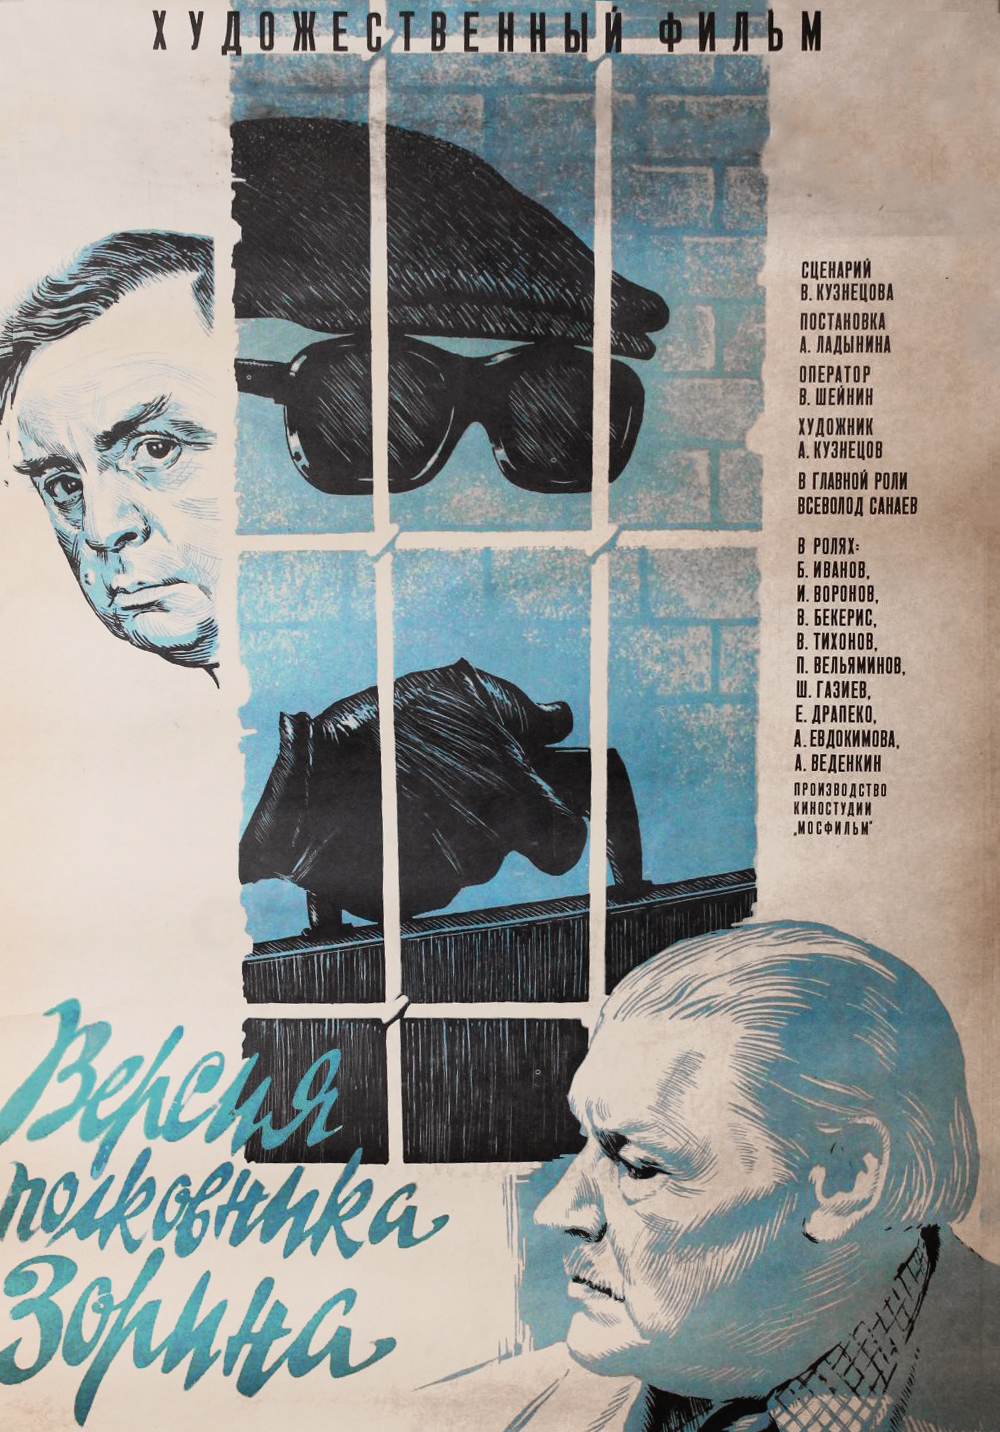 ХУДОЖЕСТВЕННЫЙ ФИЛЬМ
СЦЕНАРИЙ
В. КУЗНЕЦОВА
ПОСТАНОВКА
А. ЛАДЫНИНА
ОПЕРАТОР
В. ШЕЙНИН
ХУДОЖНИК
А. КУЗНЕЦОВ
В ГЛАВНОЙ РОЛИ
ВСЕВОЛОД САНАЕВ
В РОЛЯХ:
Б. ИВАНОВ,
И. ВОРОНОВ,
В. БЕКЕРИС,
В. ТИХОНОВ,
П. ВЕЛЬЯМИНОВ,
Ш. ГАЗИЕВ,
Е. ДРАПЕКО,
А. ЕВДОКИМОВА,
А. ВЕДЕНКИН
ПРОИЗВОДСТВО
КИНОСТУДИИ
„МОСФИЛЬМ"
Версия
полковника
Зорина